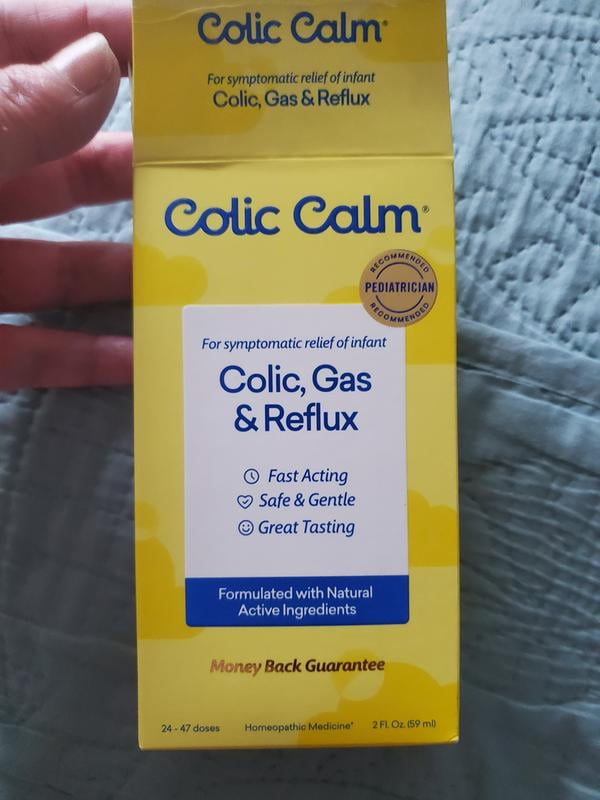 Colic Calm®
For symptomatic relief of infant
Colic, Gas & Reflux
Colic Calm®
RECOMMENDED
PEDIATRICIAN
RECOMMENDED
For symptomatic relief of infant
Colic, Gas
& Reflux
Fast Acting
Safe & Gentle
Great Tasting
Formulated with Natural
Active Ingredients
Money Back Guarantee
24 - 47 doses Homeopathic Medicine* 2 Fl. Oz. (59 ml)